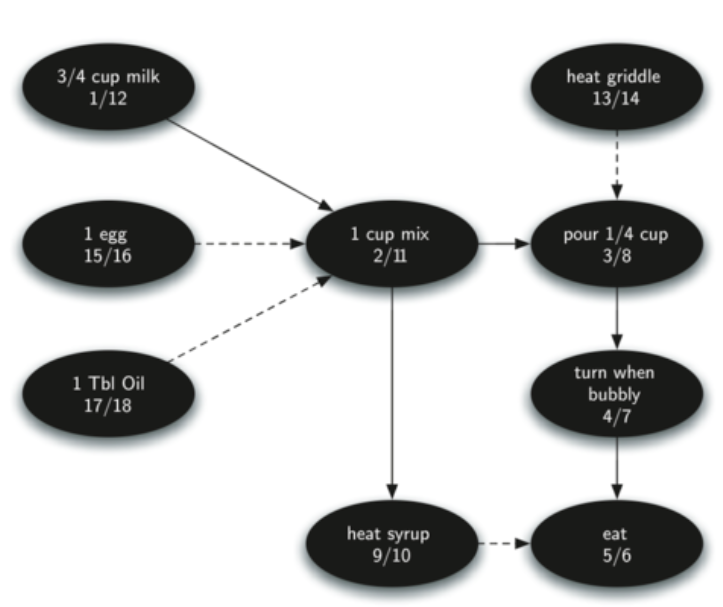 3/4 cup milk
1/12
heat griddle
13/14
1 egg
15/16
1 cup mix
2/11
pour 1/4 cup
3/8
1 Tbl Oil
17/18
turn when
bubbly
4/7
heat syrup
9/10
eat
5/6